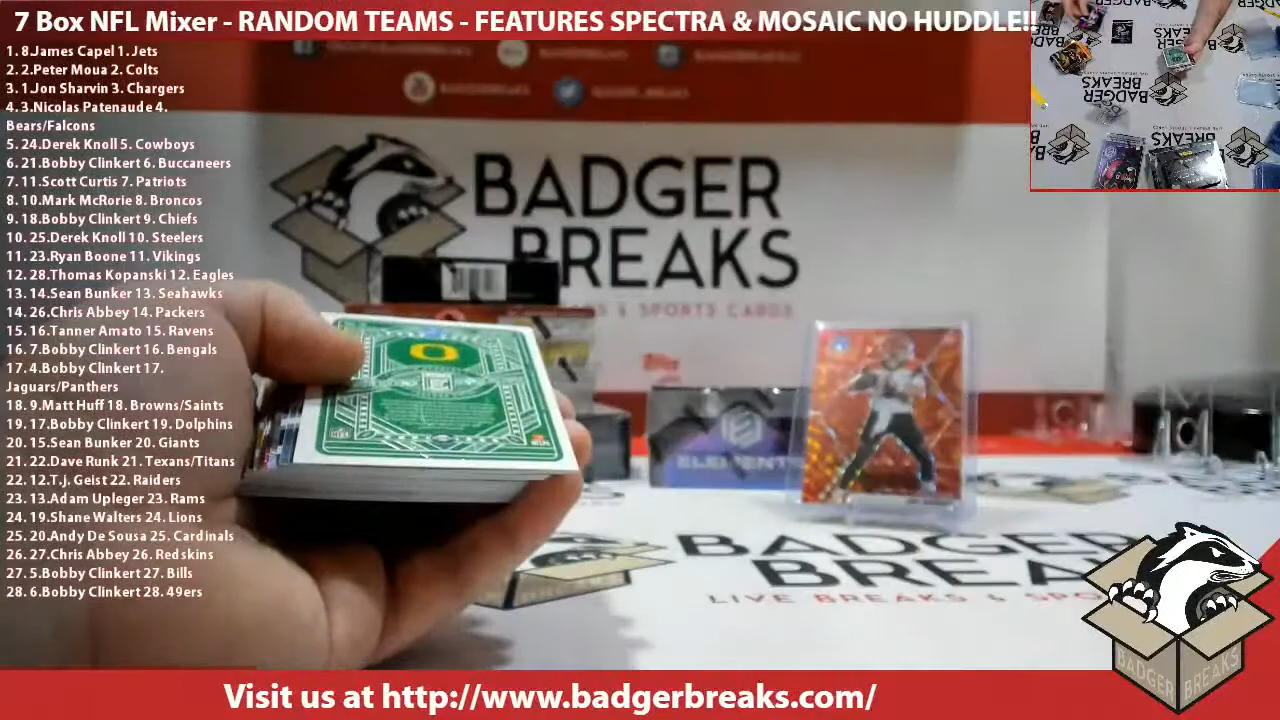 7 Box NFL Mixer - RANDOM TEAMS - FEATURES SPECTRA & MOSAIC NO HUDDLE!!
1. 8.James Capel 1. Jets
2. 2.Peter Moua 2. Colts
3. 1.Jon Sharvin 3. Chargers
4. 3.Nicolas Patenaude 4.
Bears/Falcons
5. 24.Derek Knoll 5. Cowboys
6. 21.Bobby Clinkert 6. Buccaneers
7. 11.Scott Curtis 7. Patriots
8. 10.Mark McRorie 8. Broncos
9. 18.Bobby Clinkert 9. Chiefs
10. 25.Derek Knoll 10. Steelers
11. 23.Ryan Boone 11. Vikings
12. 28.Thomas Kopanski 12. Eagles
13. 14.Sean Bunker 13. Seahawks
14. 26.Chris Abbey 14. Packers
15. 16.Tanner Amato 15. Ravens
16. 7.Bobby Clinkert 16. Bengals
17. 4.Bobby Clinkert 17.
Jaguars/Panthers
18. 9.Matt Huff 18. Browns/Saints
19. 17.Bobby Clinkert 19. Dolphins
20. 15.Sean Bunker 20. Giants
21. 22.Dave Runk 21. Texans/Titans
22. 12.T.j. Geist 22. Raiders
23. 13.Adam Upleger 23. Rams
24. 19.Shane Walters 24. Lions
25. 20.Andy De Sousa 25. Cardinals
26. 27.Chris Abbey 26. Redskins
27. 5.Bobby Clinkert 27. Bills
28. 6.Bobby Clinkert 28. 49ers
BADGER
BREAKS
& SPORTS CARDS
BADGER
BREAKS
Topps
ELEMENT
BADGER
BREA
LIVE BREAKS & SPO
BADGER
BREAKS
Visit us at http://www.badgerbreaks.com/